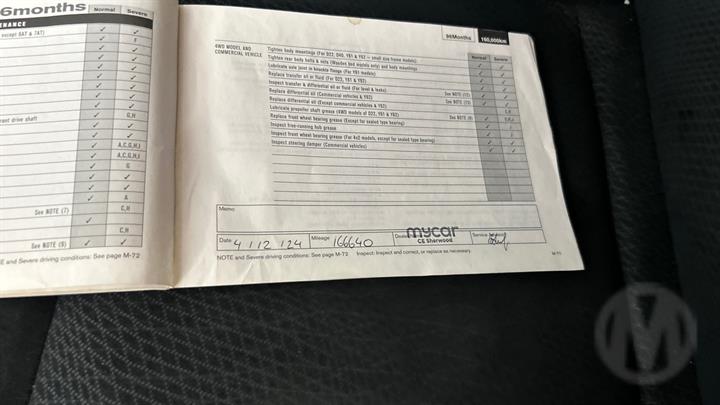 6months Normal Severe
ENANCE
except 6AT & 7AT) ✓ ✓
✓ E
✓ ✓
✓ ✓
✓ ✓
✓ ✓
✓ ✓
✓ G,H
ront drive shaft ✓ ✓
✓ ✓
✓ A,C,G,H,I
✓ A,C,G,H,I
✓ G
✓ ✓
✓ A
See NOTE (7) C,H
✓
C,H
See NOTE (9) ✓ ✓
E and Severe driving conditions: See page M-72
96Months 160,000km
4WD MODEL AND COMMERCIAL VEHICLE
Normal Severe
Tighten body mountings (For D22, D40, Y61 & Y62 – small size frame models)
Tighten rear body bolts & nuts (Wooden bed models only) and body mountings
Lubricate axle joint in knuckle flange (For Y61 models)
Replace transfer oil or fluid (For D22, Y61 & Y62)
Inspect transfer & differential oil or fluid (For level & leaks)
Replace differential oil (Commercial vehicles & Y62) See NOTE (12)
Replace differential oil (Except commercial vehicles & Y62) See NOTE (13)
Lubricate propeller shaft grease (4WD models of D22, Y61 & Y62)
Replace front wheel bearing grease (Except for sealed type bearing) See NOTE (8)
Inspect free-running hub grease
Inspect front wheel bearing grease (For 4x2 models, except for sealed type bearing)
Inspect steering damper (Commercial vehicles) ✓ ✓
Memo
Date 4 / 12 / 24 Mileage 166640 Dealer mycar
CE Sherwood
NOTE and Severe driving conditions: See page M-72 Inspect: Inspect and correct, or replace as necessary.
M-71
M